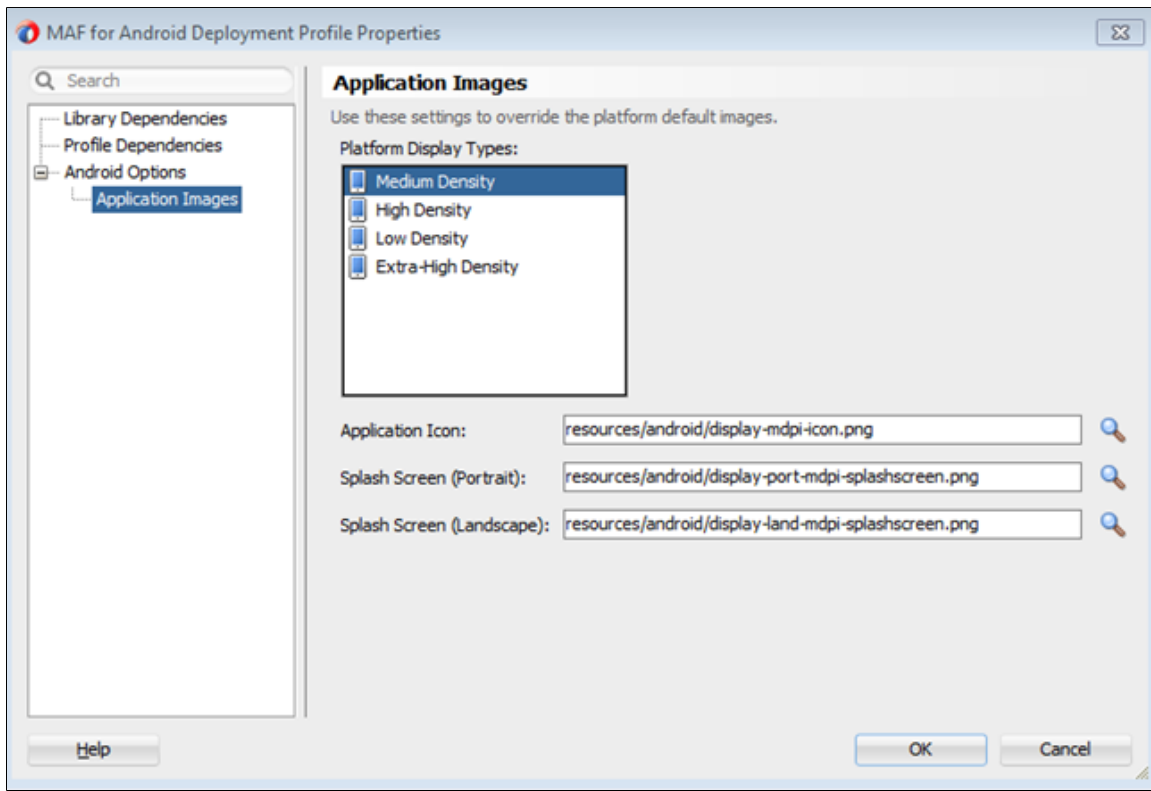 MAF for Android Deployment Profile Properties
Search
Library Dependencies
Profile Dependencies
Android Options
Application Images
Application Images
Use these settings to override the platform default images.
Platform Display Types:
Medium Density
High Density
Low Density
Extra-High Density
Application Icon: resources/android/display-mdpi-icon.png
Splash Screen (Portrait): resources/android/display-port-mdpi-splashscreen.png
Splash Screen (Landscape): resources/android/display-land-mdpi-splashscreen.png
Help OK Cancel